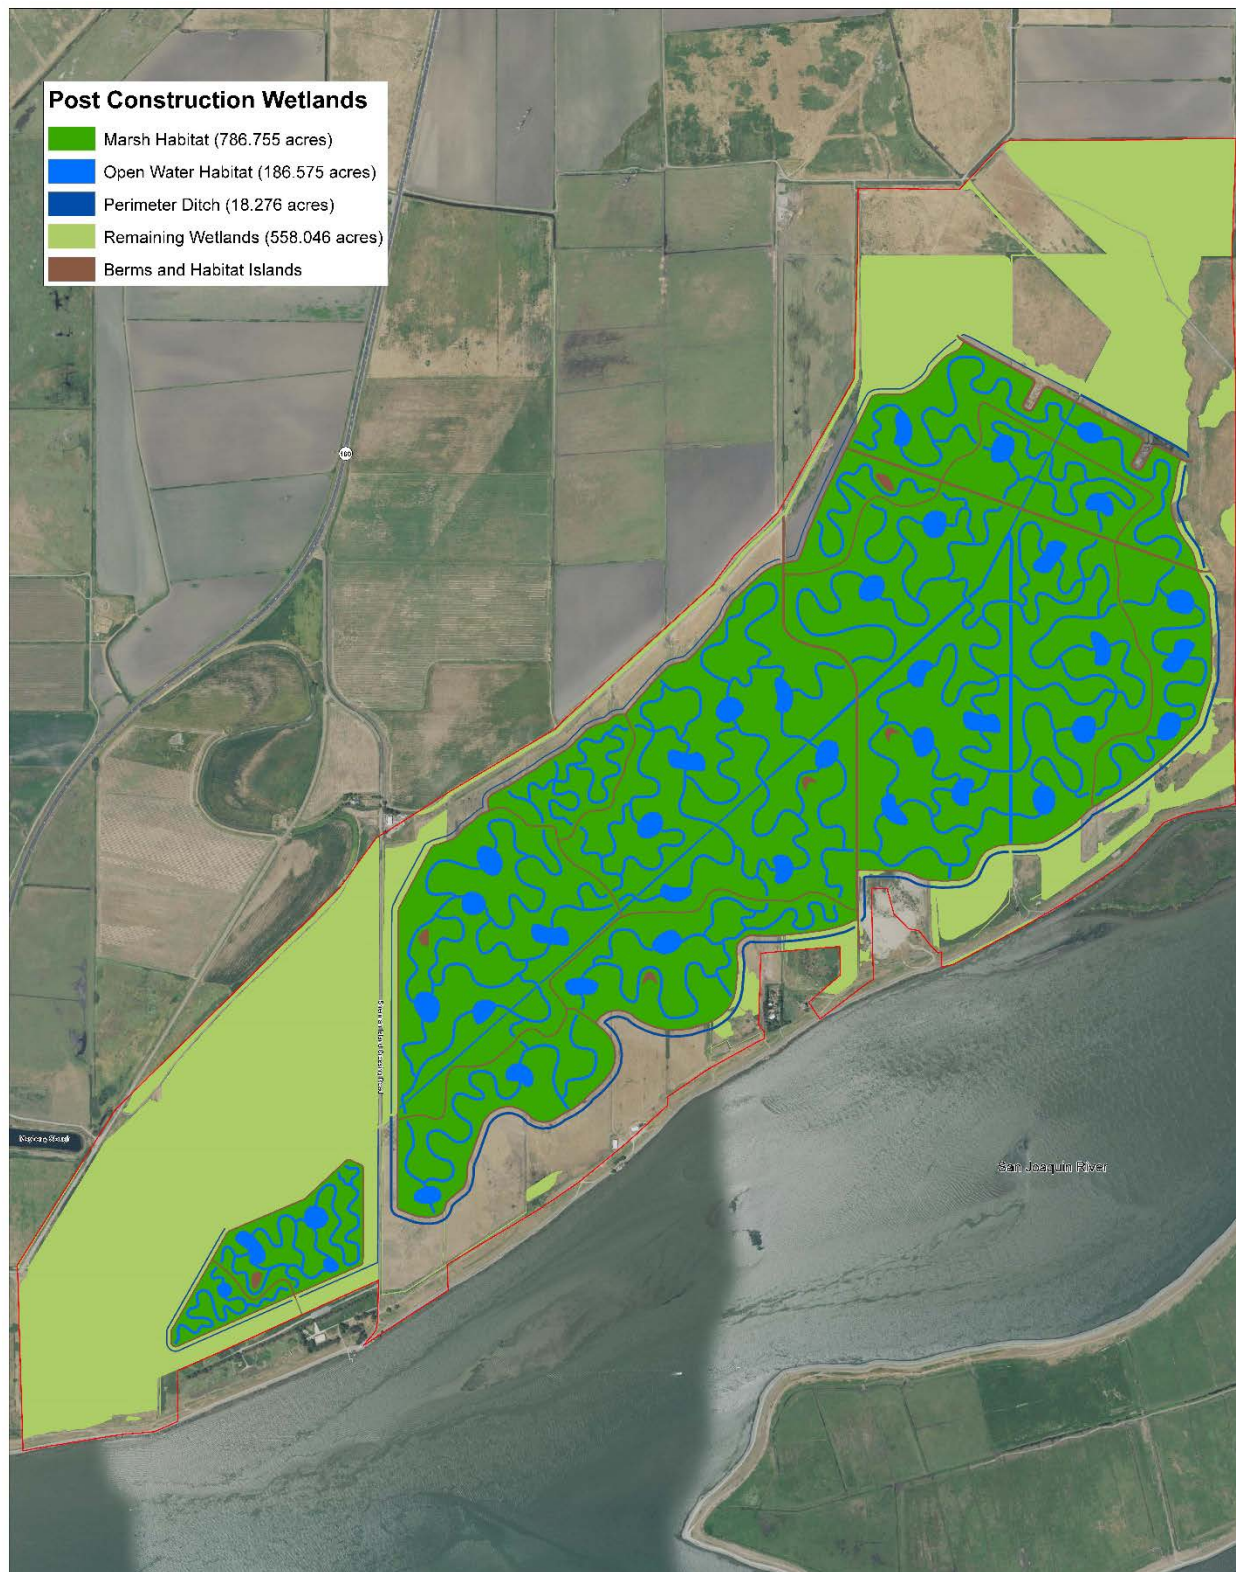 Post Construction Wetlands
Marsh Habitat (786.755 acres)
Open Water Habitat (186.575 acres)
Perimeter Ditch (18.276 acres)
Remaining Wetlands (558.046 acres)
Berms and Habitat Islands
160
San Joaquin River